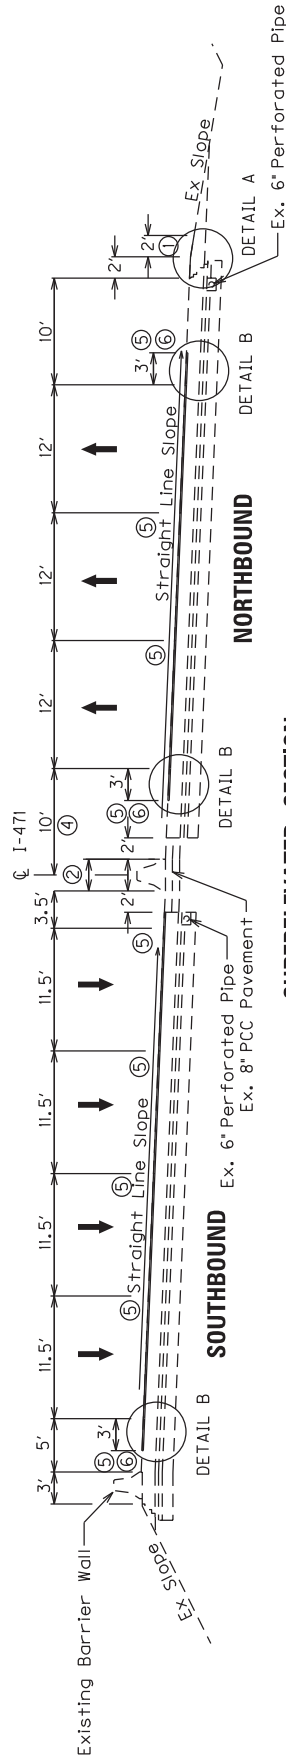 Existing Barrier Wall
3'
5'
11.5'
11.5'
11.5'
11.5'
3.5'
℄ I-471
10'
12'
12'
12'
10'
④
②
2'
2'
2'
2'
①
3'
⑤
⑥
3'
⑤
⑥
3'
⑤
⑥
⑤
⑤
⑤
⑤
⑤
⑤
Ex Slope
Straight Line Slope
Straight Line Slope
Ex Slope
DETAIL B
DETAIL B
DETAIL B
DETAIL A
Ex. 6" Perforated Pipe
Ex. 8" PCC Pavement
Ex. 6" Perforated Pipe
SOUTHBOUND
NORTHBOUND